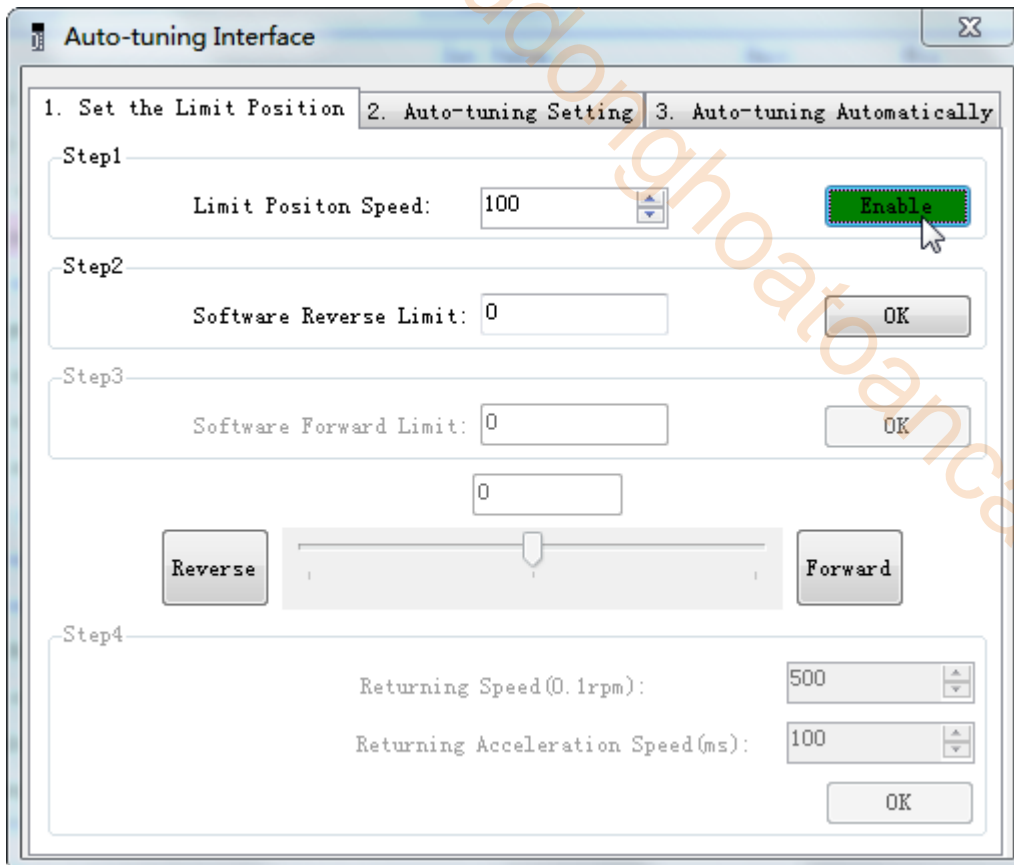 Auto-tuning Interface
1. Set the Limit Position 2. Auto-tuning Setting 3. Auto-tuning Automatically
Step1
Limit Positon Speed: 100 Enable
Step2
Software Reverse Limit: 0 OK
Step3
Software Forward Limit: 0 OK
0
Reverse Forward
Step4
Returning Speed(0.1rpm): 500
Returning Acceleration Speed(ms): 100
OK